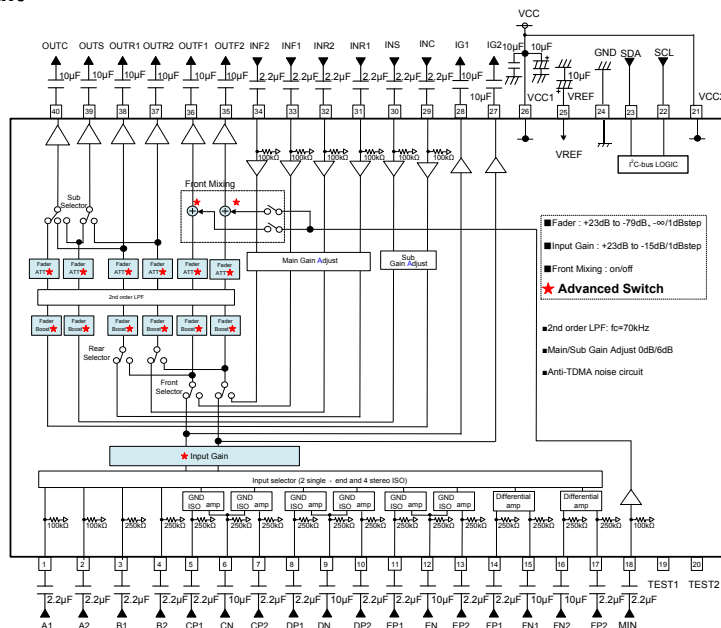 VCC
OUTC OUTS OUTR1 OUTR2 OUTF1 OUTF2 INF2 INF1 INR2 INR1 INS INC IG1 IG2 10μF 10μF GND SDA SCL
10μF 10μF 10μF 10μF 10μF 10μF 2.2μF 2.2μF 2.2μF 2.2μF 2.2μF 2.2μF 10μF 10μF
VCC1 VREF VCC2
40 39 38 37 36 35 34 33 32 31 30 29 28 27 26 25 24 23 22 21
VREF
I²C-bus LOGIC
100kΩ 100kΩ 100kΩ 100kΩ 100kΩ 100kΩ
Front Mixing
Sub
Selector
Main Gain Adjust
Sub
Gain Adjust
■Fader : +23dB to -79dB, -∞/1dBstep
■Input Gain : +23dB to -15dB/1dBstep
■Front Mixing : on/off
★ Advanced Switch
■2nd order LPF: fc=70kHz
■Main/Sub Gain Adjust 0dB/6dB
■Anti-TDMA noise circuit
Fader Fader Fader Fader Fader Fader
ATT★ ATT★ ATT★ ATT★ ATT★ ATT★
2nd order LPF
Fader Fader Fader Fader Fader Fader
Boost★ Boost★ Boost★ Boost★ Boost★ Boost★
Rear
Selector
Front
Selector
★ Input Gain
Input selector (2 single - end and 4 stereo ISO)
GND GND GND GND GND GND Differential Differential
ISO amp ISO amp ISO amp ISO amp ISO amp ISO amp amp amp
100kΩ 100kΩ 100kΩ 100kΩ 250kΩ 250kΩ 250kΩ 250kΩ 250kΩ 250kΩ 250kΩ 250kΩ 250kΩ 250kΩ 250kΩ 250kΩ 250kΩ 100kΩ
1 2 3 4 5 6 7 8 9 10 11 12 13 14 15 16 17 18 19 20
TEST1 TEST2
2.2μF 2.2μF 2.2μF 2.2μF 2.2μF 10μF 2.2μF 2.2μF 10μF 2.2μF 2.2μF 10μF 2.2μF 2.2μF 10μF 10μF 2.2μF 2.2μF
A1 A2 B1 B2 CP1 CN CP2 DP1 DN DP2 EP1 EN EP2 FP1 FN1 FN2 FP2 MIN